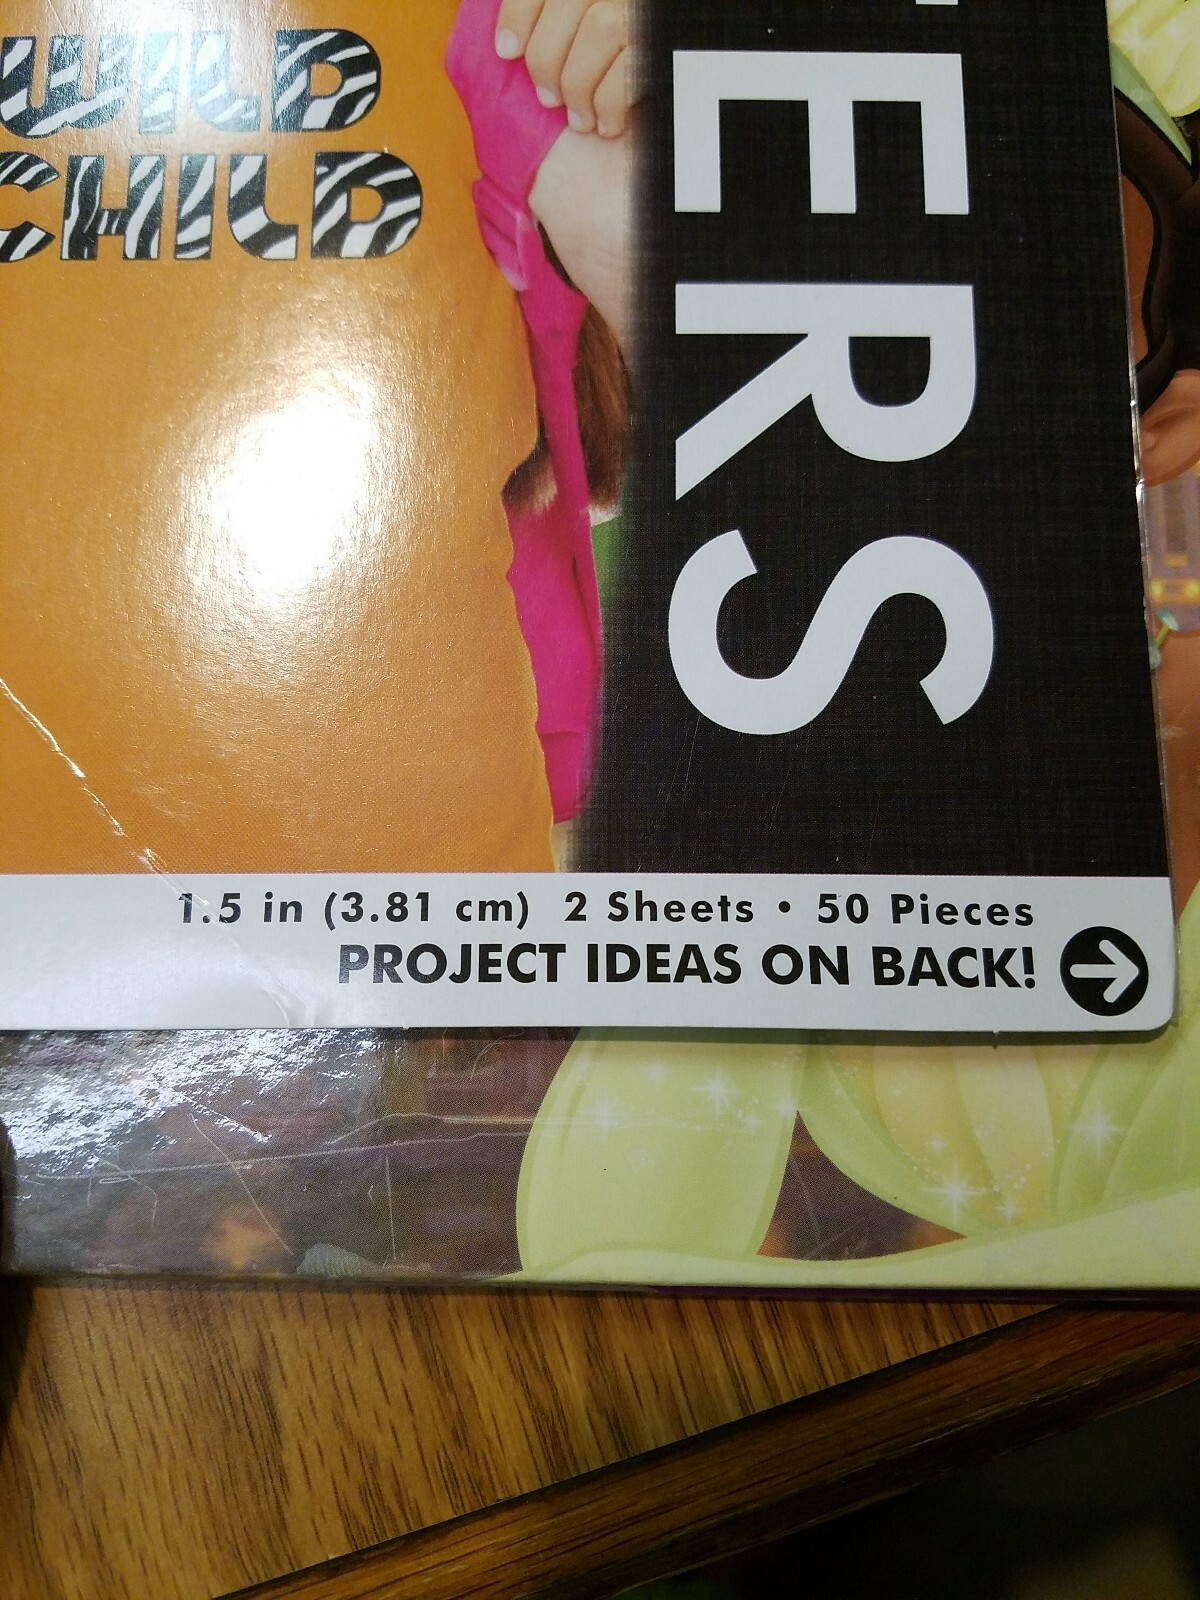 WILD
CHILD
ERS
1.5 in (3.81 cm) 2 Sheets • 50 Pieces
PROJECT IDEAS ON BACK!